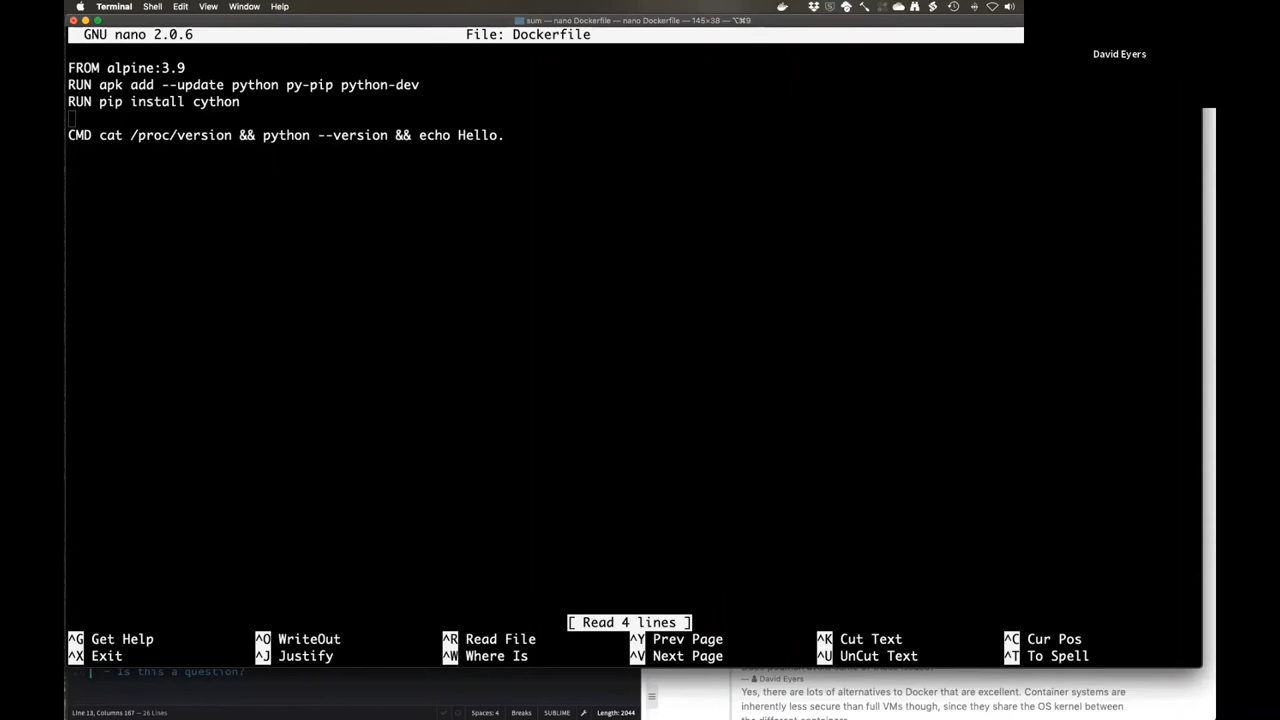 Terminal Shell Edit View Window Help
sum — nano Dockerfile — nano Dockerfile — 145×38 — ⌥⌘9
GNU nano 2.0.6 File: Dockerfile
David Eyers
FROM alpine:3.9
RUN apk add --update python py-pip python-dev
RUN pip install cython
CMD cat /proc/version && python --version && echo Hello.
[ Read 4 lines ]
^G Get Help ^O WriteOut ^R Read File ^Y Prev Page ^K Cut Text ^C Cur Pos
^X Exit ^J Justify ^W Where Is ^V Next Page ^U UnCut Text ^T To Spell
- Is this a question?
— David Eyers
Yes, there are lots of alternatives to Docker that are excellent. Container systems are
inherently less secure than full VMs though, since they share the OS kernel between
the different containers.
Line 13, Columns 167 — 26 Lines Spaces: 4 Breaks SUBLIME Length: 2044